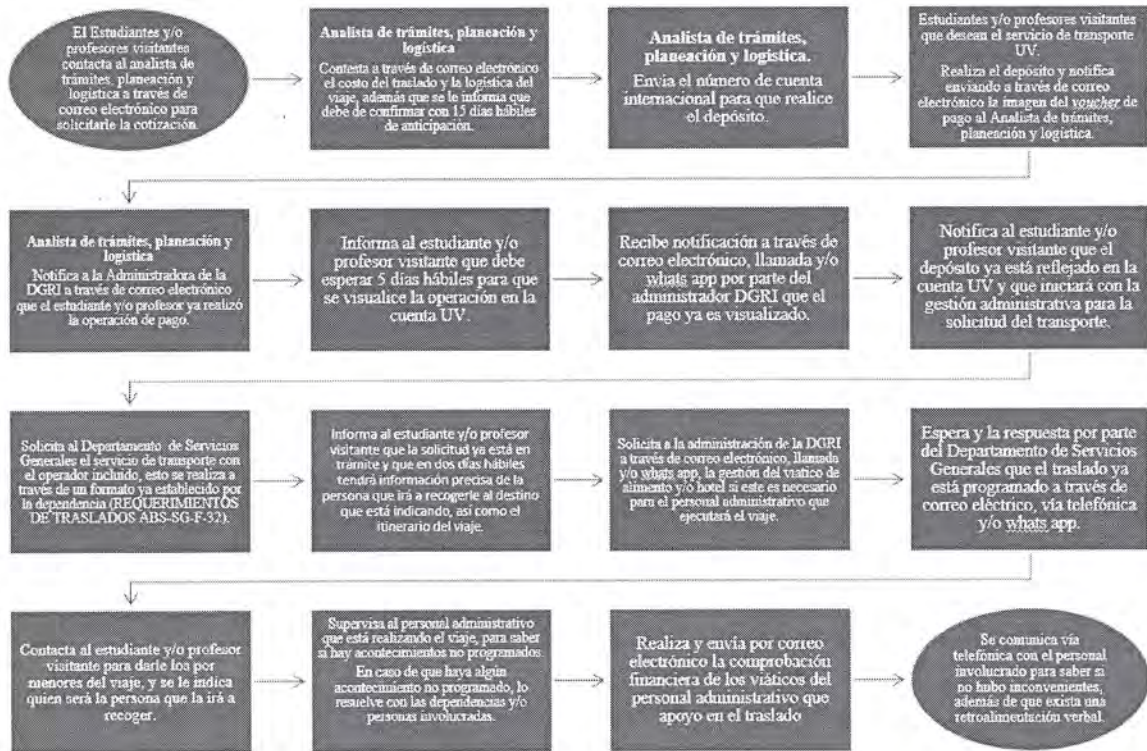 El Estudiantes y/o
profesores visitantes
contacta al analista de
trámites, planeación y
logística a través de
correo electrónico para
solicitarle la cotización
Analista de trámites, planeación y
logística
Contesta a través de correo electrónico
el costo del traslado y la logística del
viaje, además que se le informa que
debe de confirmar con 15 días hábiles
de anticipación.
Analista de trámites,
planeación y logística.
Envia el número de cuenta
internacional para que realice
el depósito.
Estudiantes y/o profesores visitantes
que desean el servicio de transporte
UV.
Realiza el depósito y notifica
enviando a través de correo
electrónico la imagen del voucher de
pago al Analista de trámites,
planeación y logística.
Analista de trámites, planeación y
logística
Notifica a la Administradora de la
DGRI a través de correo electrónico
que el estudiante y/o profesor ya realizó
la operación de pago.
Informa al estudiante y/o
profesor visitante que debe
esperar 5 días hábiles para que
se visualice la operación en la
cuenta UV.
Recibe notificación a través de
correo electrónico, llamada y/o
whats app por parte del
administrador DGRI que el
pago ya es visualizado.
Notifica al estudiante y/o
profesor visitante que el
depósito ya está reflejado en la
cuenta UV y que iniciará con la
gestión administrativa para la
solicitud del transporte.
Solicita al Departamento de Servicios
Generales el servicio de transporte con
el operador incluido, esto se realiza a
través de un formato ya establecido por
la dependencia (REQUERIMIENTOS
DE TRASLADOS ABS-SG-F-32).
Informa al estudiante y/o profesor
visitante que la solicitud ya está en
trámite y que en dos días hábiles
tendrá información precisa de la
persona que irá a recogerle al destino
que está indicando, así como el
itinerario del viaje.
Solicita a la administración de la DGRI
a través de correo electrónico, llamada
y/o whats app, la gestión del viatico de
alimento y/o hotel si este es necesario
para el personal administrativo que
ejecutará el viaje.
Espera y la respuesta por parte
del Departamento de Servicios
Generales que el traslado ya
está programado a través de
correo eléctrico, vía telefónica
y/o whats app.
Contacta al estudiante y/o profesor
visitante para darle los por
menores del viaje, y se le indica
quien será la persona que la irá a
recoger.
Supervisa al personal administrativo
que está realizando el viaje, para saber
si hay acontecimientos no programados
En caso de que haya algún
acontecimiento no programado, lo
resuelve con las dependencias y/o
personas involucradas.
Realiza y envía por correo
electrónico la comprobación
financiera de los viáticos del
personal administrativo que
apoyo en el traslado
Se comunica vía
telefónica con el personal
involucrado para saber si
no hubo inconvenientes,
además de que exista una
retroalimentación verbal.